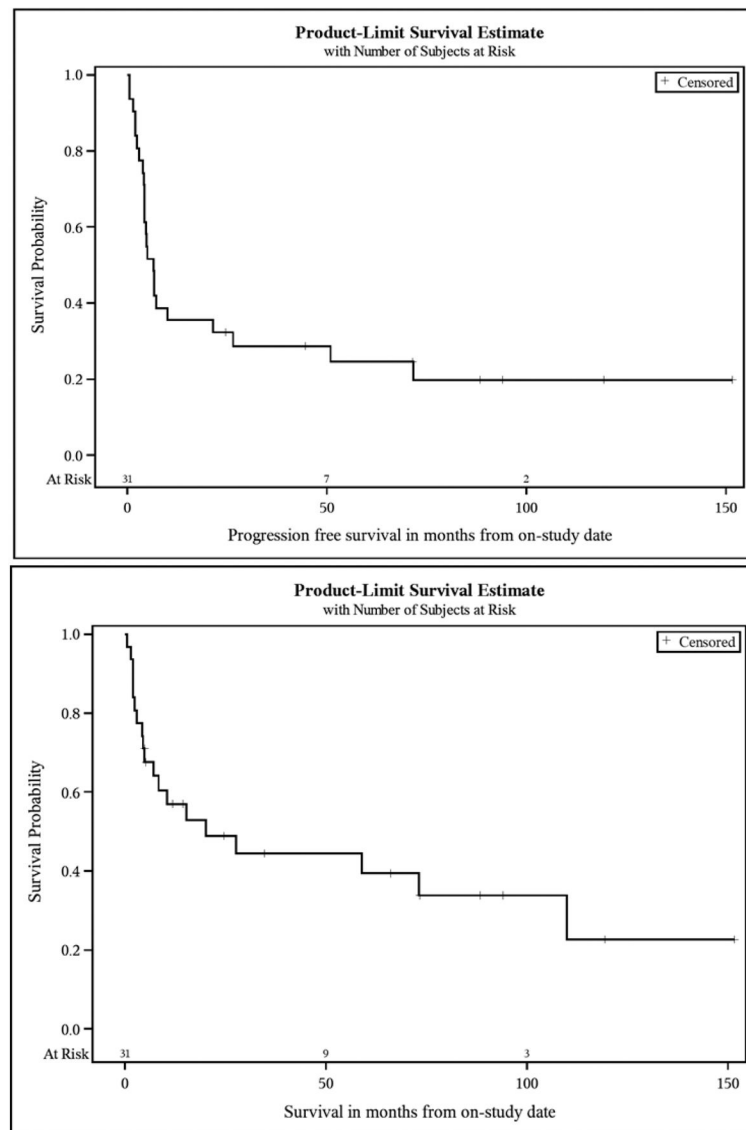 Product-Limit Survival Estimate
with Number of Subjects at Risk
+ Censored
1.0
0.8
0.6
0.4
0.2
0.0
Survival Probability
At Risk 31 7 2
0 50 100 150
Progression free survival in months from on-study date
Product-Limit Survival Estimate
with Number of Subjects at Risk
+ Censored
1.0
0.8
0.6
0.4
0.2
0.0
Survival Probability
At Risk 31 9 3
0 50 100 150
Survival in months from on-study date